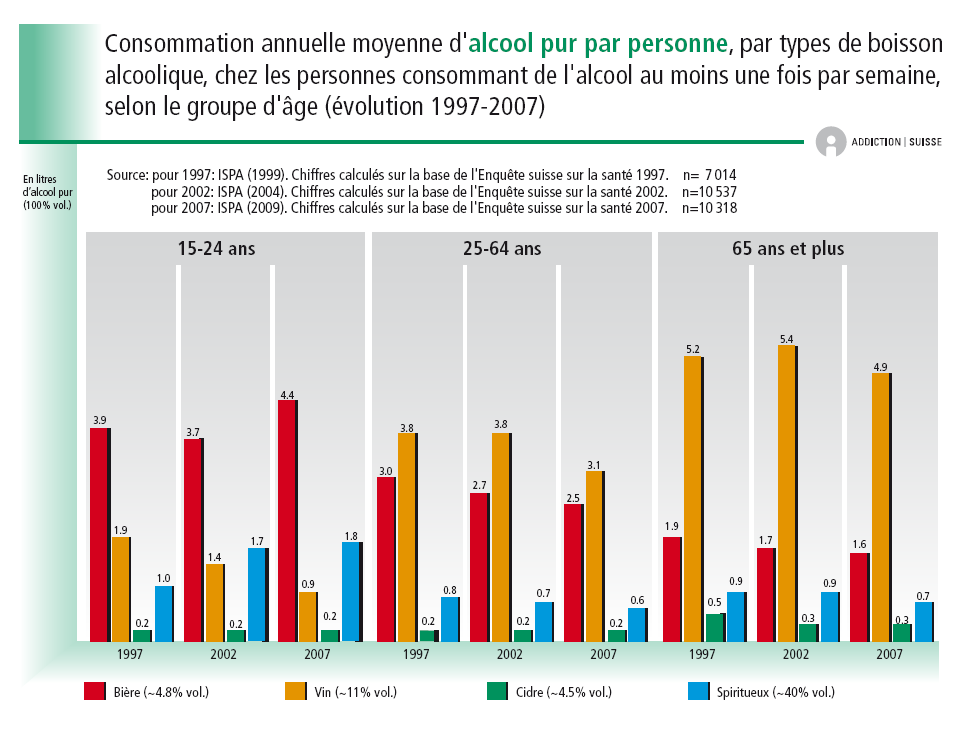 Consommation annuelle moyenne d'alcool pur par personne, par types de boisson
alcoolique, chez les personnes consommant de l'alcool au moins une fois par semaine,
selon le groupe d'âge (évolution 1997-2007)
ADDICTION | SUISSE
En litres
d'alcool pur
(100% vol.)
Source: pour 1997: ISPA (1999). Chiffres calculés sur la base de l'Enquête suisse sur la santé 1997. n= 7 014
pour 2002: ISPA (2004). Chiffres calculés sur la base de l'Enquête suisse sur la santé 2002. n=10 537
pour 2007: ISPA (2009). Chiffres calculés sur la base de l'Enquête suisse sur la santé 2007. n=10 318
15-24 ans 25-64 ans 65 ans et plus
3.9 1.9 0.2 1.0 3.7 1.4 0.2 1.7 4.4 0.9 0.2 1.8 3.0 3.8 0.2 0.8 2.7 3.8 0.2 0.7 2.5 3.1 0.2 0.6 1.9 5.2 0.5 0.9 1.7 5.4 0.3 0.9 1.6 4.9 0.3 0.7
1997 2002 2007 1997 2002 2007 1997 2002 2007
Bière (~4.8% vol.) Vin (~11% vol.) Cidre (~4.5% vol.) Spiritueux (~40% vol.)